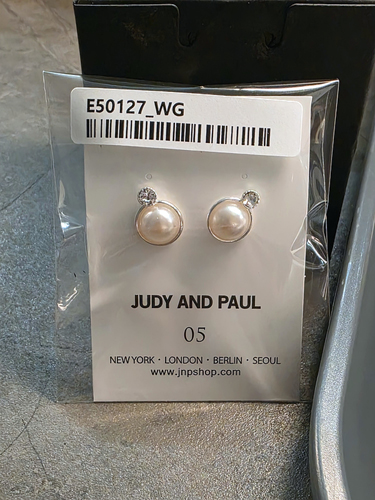 E50127_WG
JUDY AND PAUL
05
NEW YORK · LONDON · BERLIN · SEOUL
www.jnpshop.com